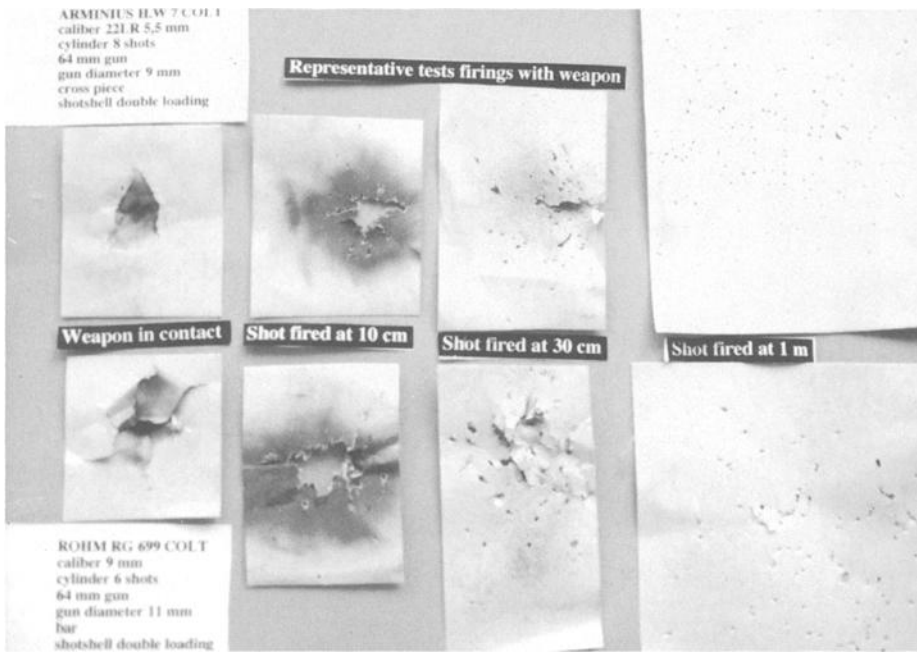 ARMINIUS H.W 7 COLT
caliber 22LR 5,5 mm
cylinder 8 shots
64 mm gun
gun diameter 9 mm
cross piece
shotshell double loading
Representative tests firings with weapon
Weapon in contact
Shot fired at 10 cm
Shot fired at 30 cm
Shot fired at 1 m
ROHM RG 699 COLT
caliber 9 mm
cylinder 6 shots
64 mm gun
gun diameter 11 mm
bar
shotshell double loading